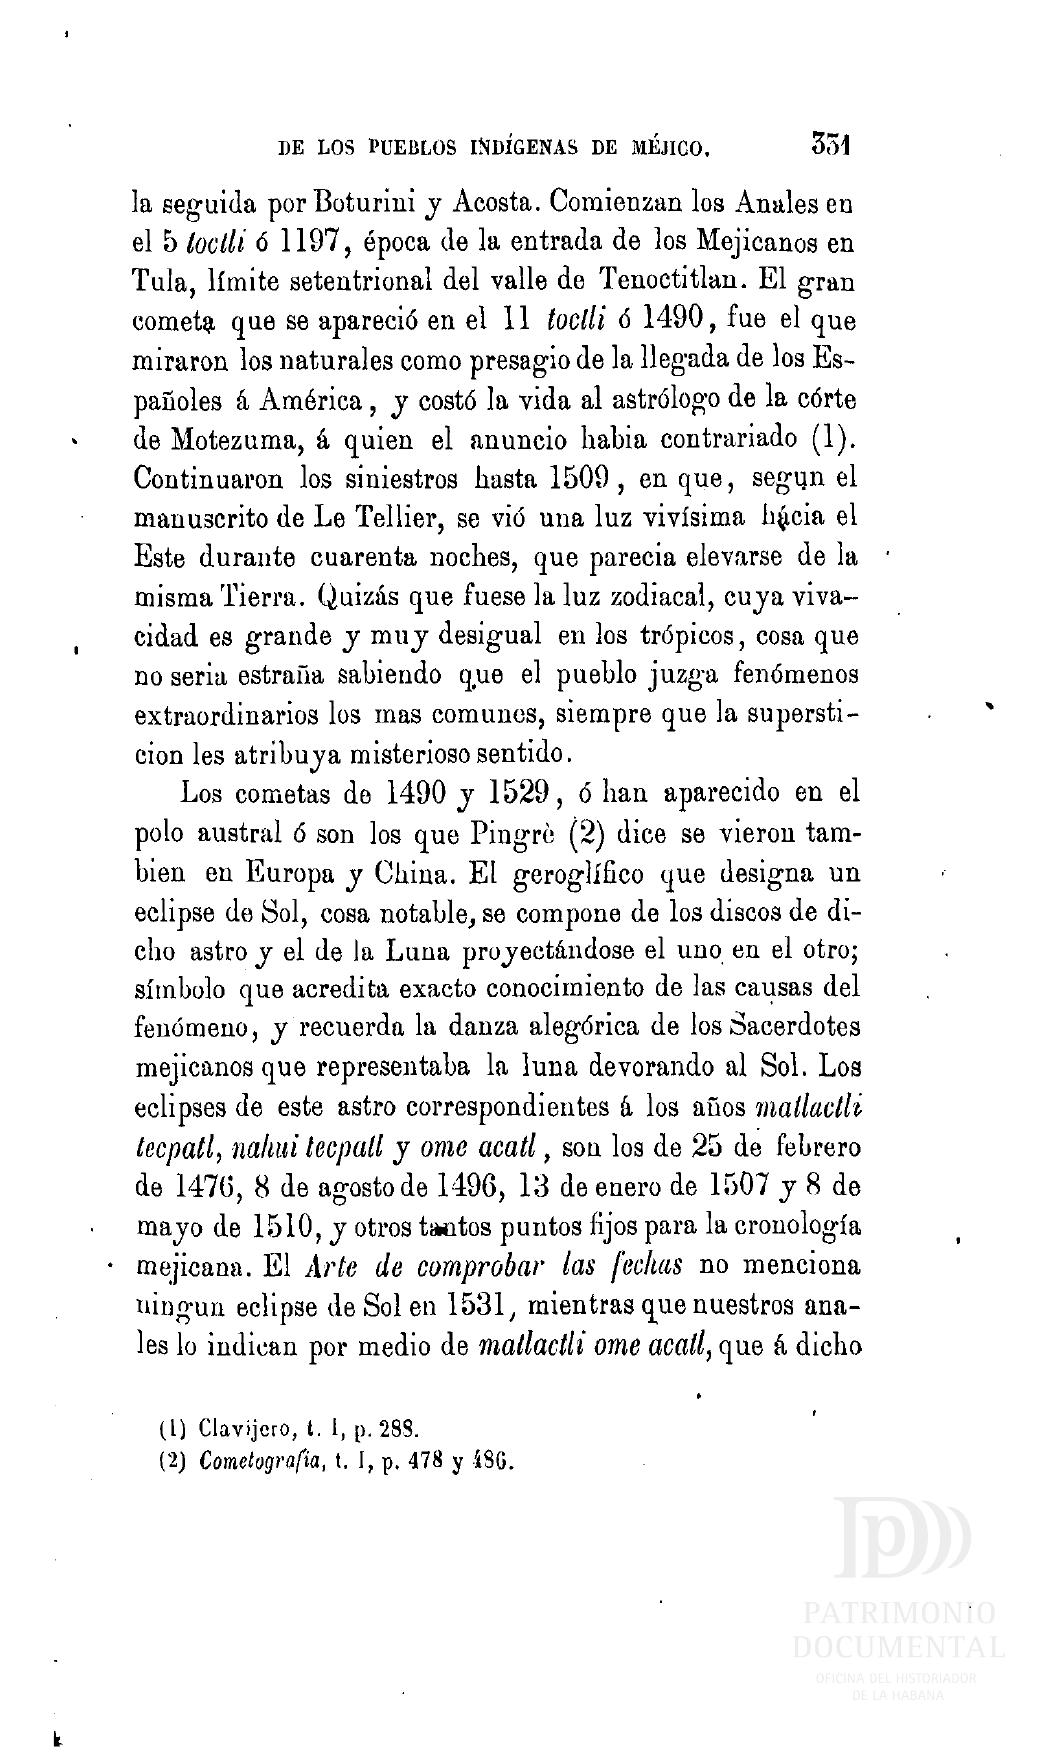 DE LOS PUEBLOS INDÍGENAS DE MÉJICO. 331
la seguida por Boturini y Acosta. Comienzan los Anales en
el 5 toctli ó 1197, época de la entrada de los Mejicanos en
Tula, límite setentrional del valle de Tenoctitlan. El gran
cometa que se apareció en el 11 toctli ó 1490, fue el que
miraron los naturales como presagio de la llegada de los Es-
pañoles á América, y costó la vida al astrólogo de la córte
de Motezuma, á quien el anuncio habia contrariado (1).
Continuaron los siniestros hasta 1509, en que, segun el
manuscrito de Le Tellier, se vió una luz vivísima hácia el
Este durante cuarenta noches, que parecia elevarse de la
misma Tierra. Quizás que fuese la luz zodiacal, cuya viva-
cidad es grande y muy desigual en los trópicos, cosa que
no seria estraña sabiendo que el pueblo juzga fenómenos
extraordinarios los mas comunes, siempre que la supersti-
cion les atribuya misterioso sentido.
Los cometas de 1490 y 1529, ó han aparecido en el
polo austral ó son los que Pingrè (2) dice se vieron tam-
bien en Europa y China. El geroglífico que designa un
eclipse de Sol, cosa notable, se compone de los discos de di-
cho astro y el de la Luna proyectándose el uno en el otro;
símbolo que acredita exacto conocimiento de las causas del
fenómeno, y recuerda la danza alegórica de los Sacerdotes
mejicanos que representaba la luna devorando al Sol. Los
eclipses de este astro correspondientes á los años matlactli
tecpatl, nahui tecpatl y ome acatl, son los de 25 de febrero
de 1476, 8 de agosto de 1496, 13 de enero de 1507 y 8 de
mayo de 1510, y otros tantos puntos fijos para la cronología
mejicana. El Arte de comprobar las fechas no menciona
ningun eclipse de Sol en 1531, mientras que nuestros ana-
les lo indican por medio de matlactli ome acatl, que á dicho
(1) Clavijero, t. I, p. 288.
(2) Cometografía, t. I, p. 478 y 486.
PATRIMONIO
DOCUMENTAL
OFICINA DEL HISTORIADOR
DE LA HABANA